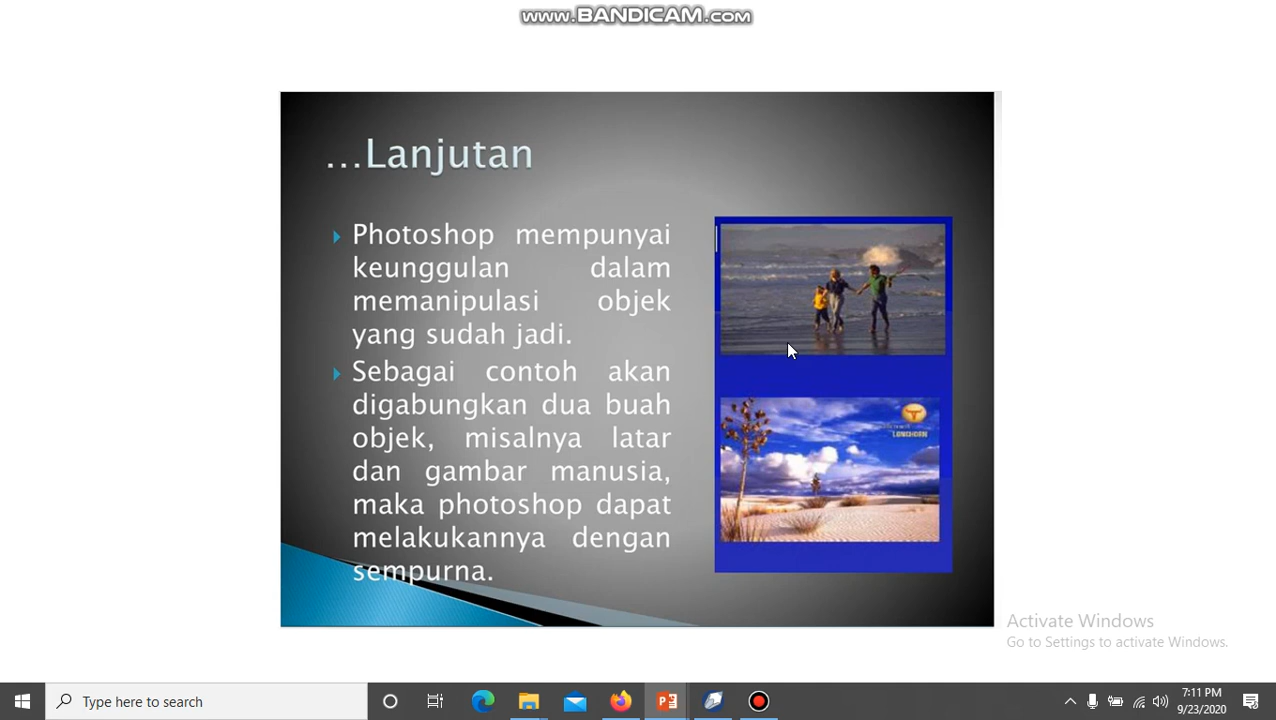 www.BANDICAM.com
...Lanjutan
Photoshop mempunyai
keunggulan dalam
memanipulasi objek
yang sudah jadi.
Sebagai contoh akan
digabungkan dua buah
objek, misalnya latar
dan gambar manusia,
maka photoshop dapat
melakukannya dengan
sempurna.
LONGHORN
Activate Windows
Go to Settings to activate Windows.
Type here to search
7:11 PM
9/23/2020